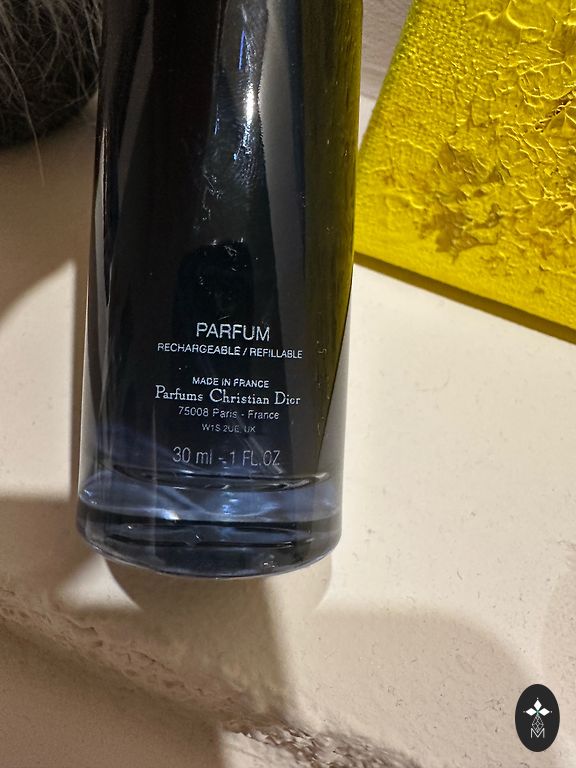 PARFUM
RECHARGEABLE / REFILLABLE
MADE IN FRANCE
Parfums Christian Dior
75008 Paris - France
W1S 2UE, UK
30 ml - 1 FL.OZ
M